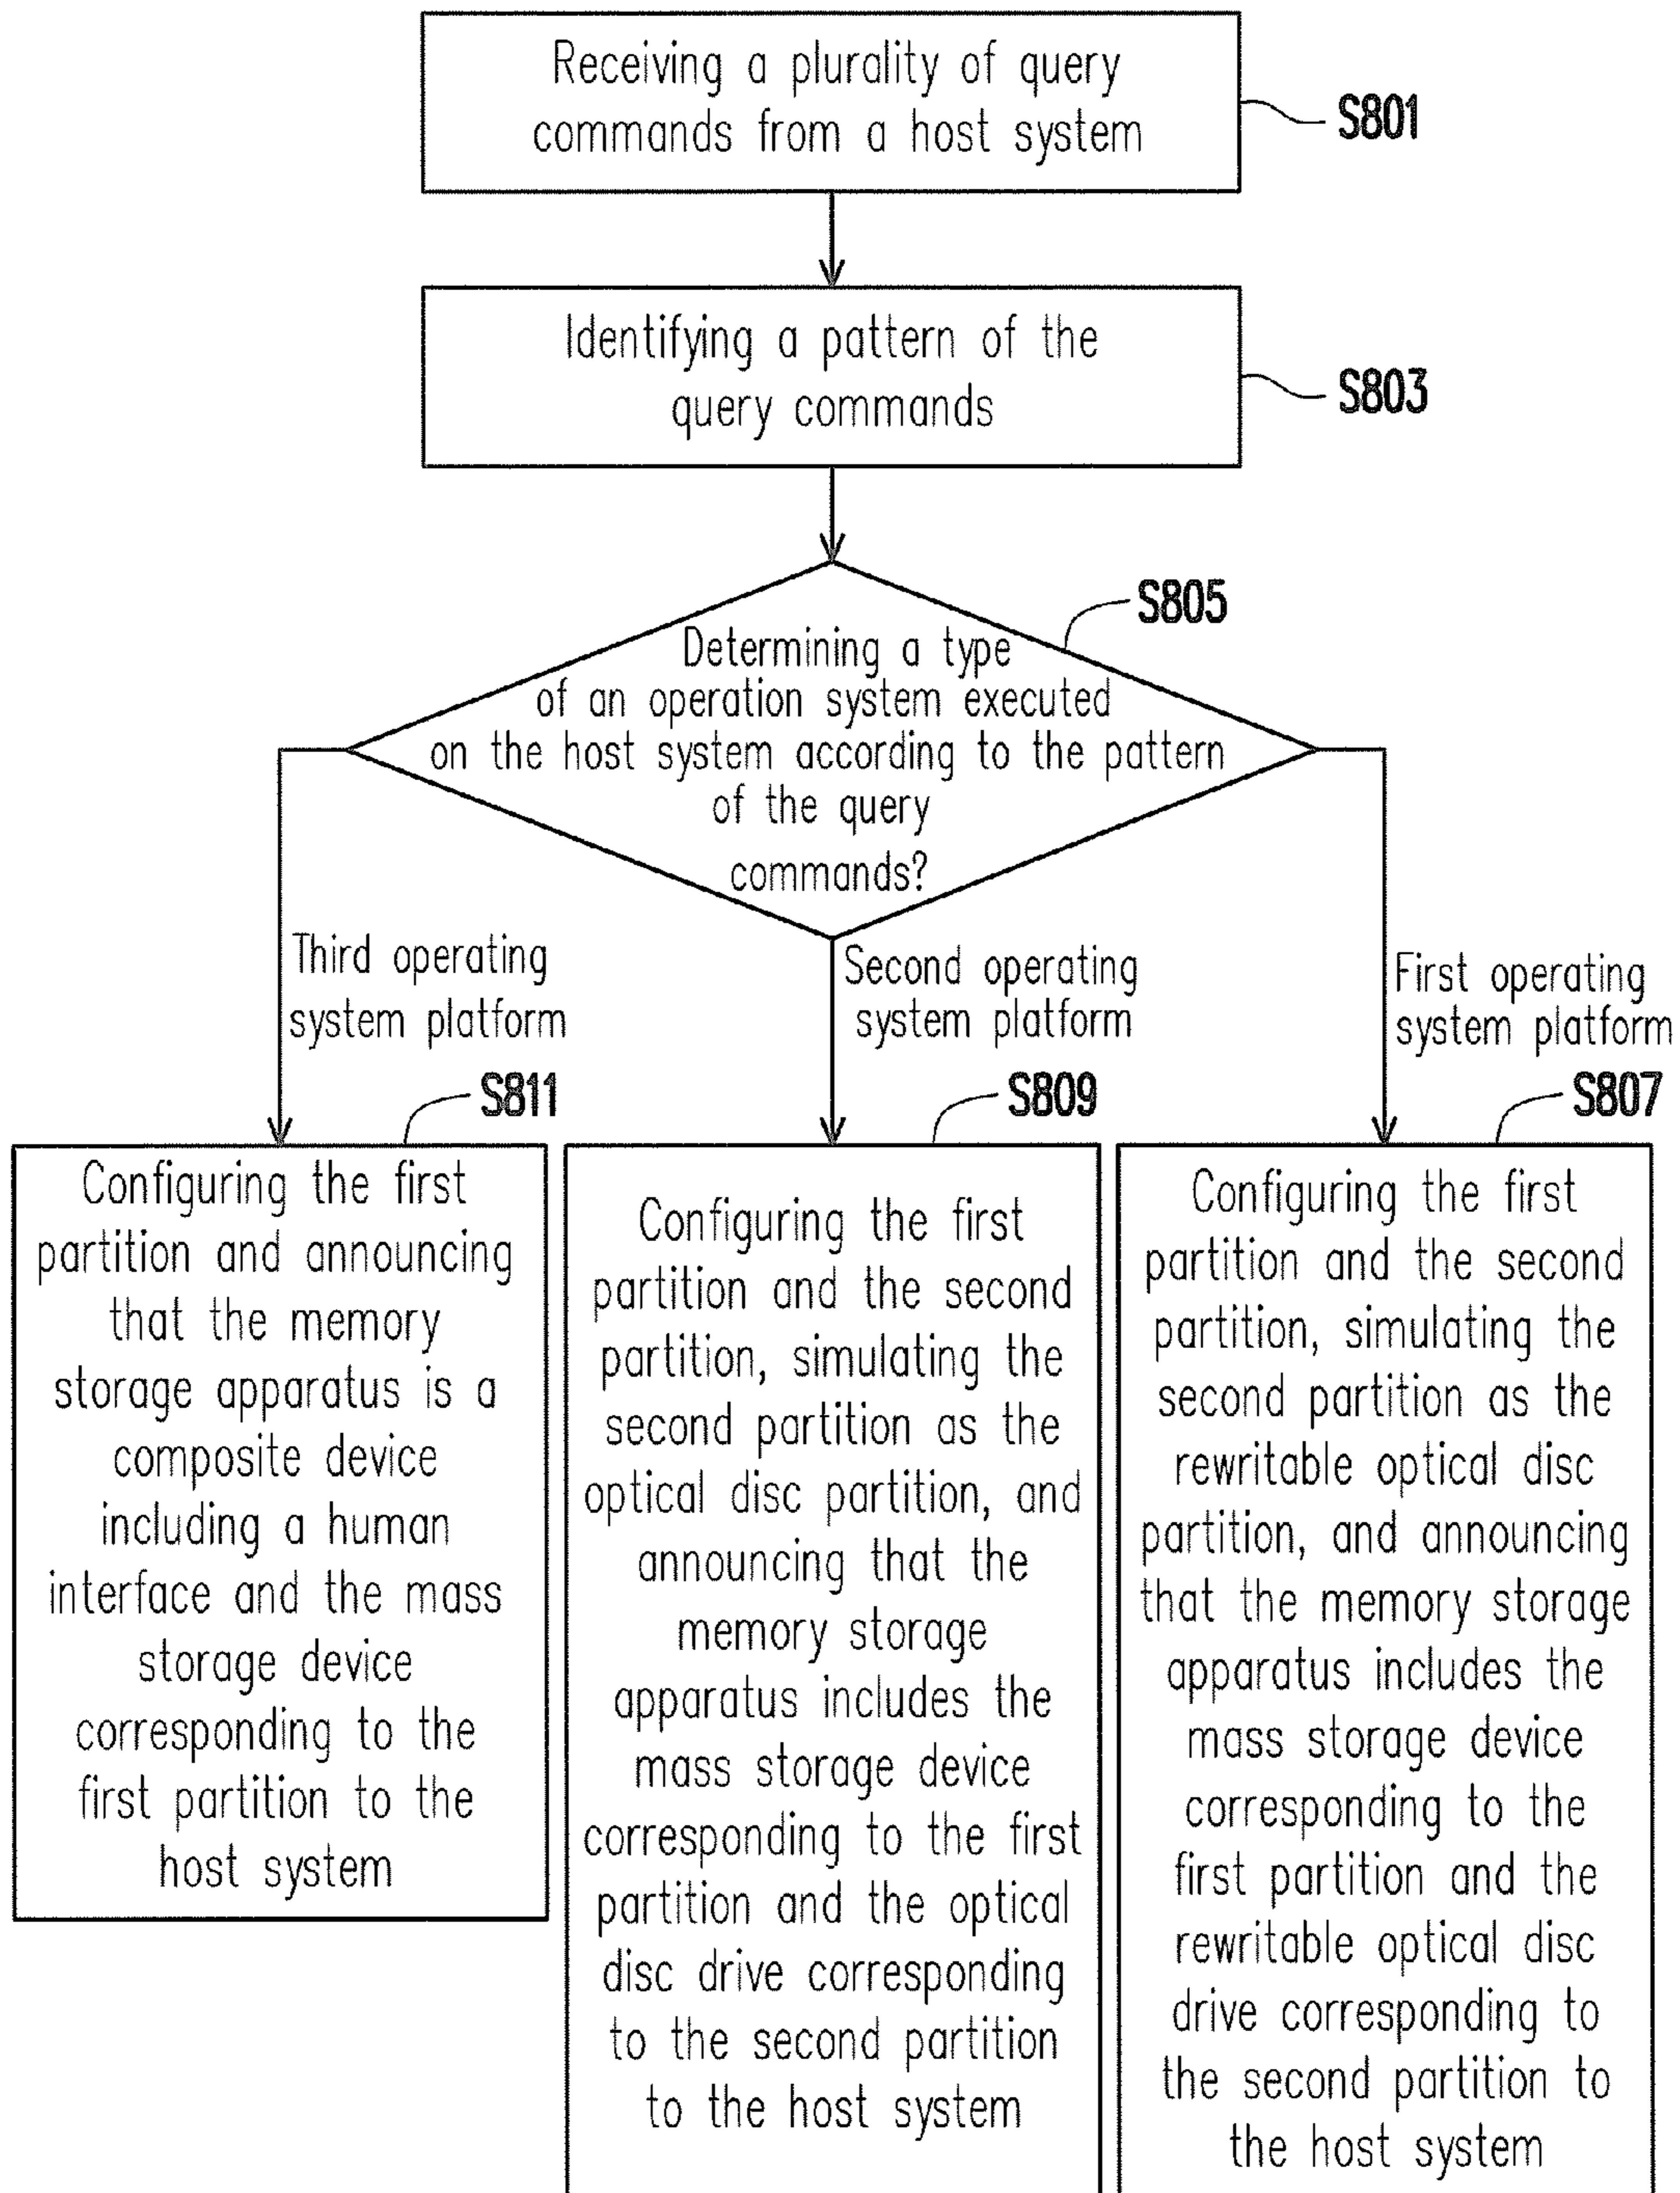 Receiving a plurality of query
commands from a host system
S801
Identifying a pattern of the
query commands
S803
S805
Determining a type
of an operation system executed
on the host system according to the pattern
of the query
commands?
Third operating
system platform
Second operating
system platform
First operating
system platform
S811
Configuring the first
partition and announcing
that the memory
storage apparatus is a
composite device
including a human
interface and the mass
storage device
corresponding to the
first partition to the
host system
S809
Configuring the first
partition and the second
partition, simulating the
second partition as the
optical disc partition, and
announcing that the
memory storage
apparatus includes the
mass storage device
corresponding to the first
partition and the optical
disc drive corresponding
to the second partition
to the host system
S807
Configuring the first
partition and the second
partition, simulating the
second partition as the
rewritable optical disc
partition, and announcing
that the memory storage
apparatus includes the
mass storage device
corresponding to the
first partition and the
rewritable optical disc
drive corresponding to
the second partition to
the host system